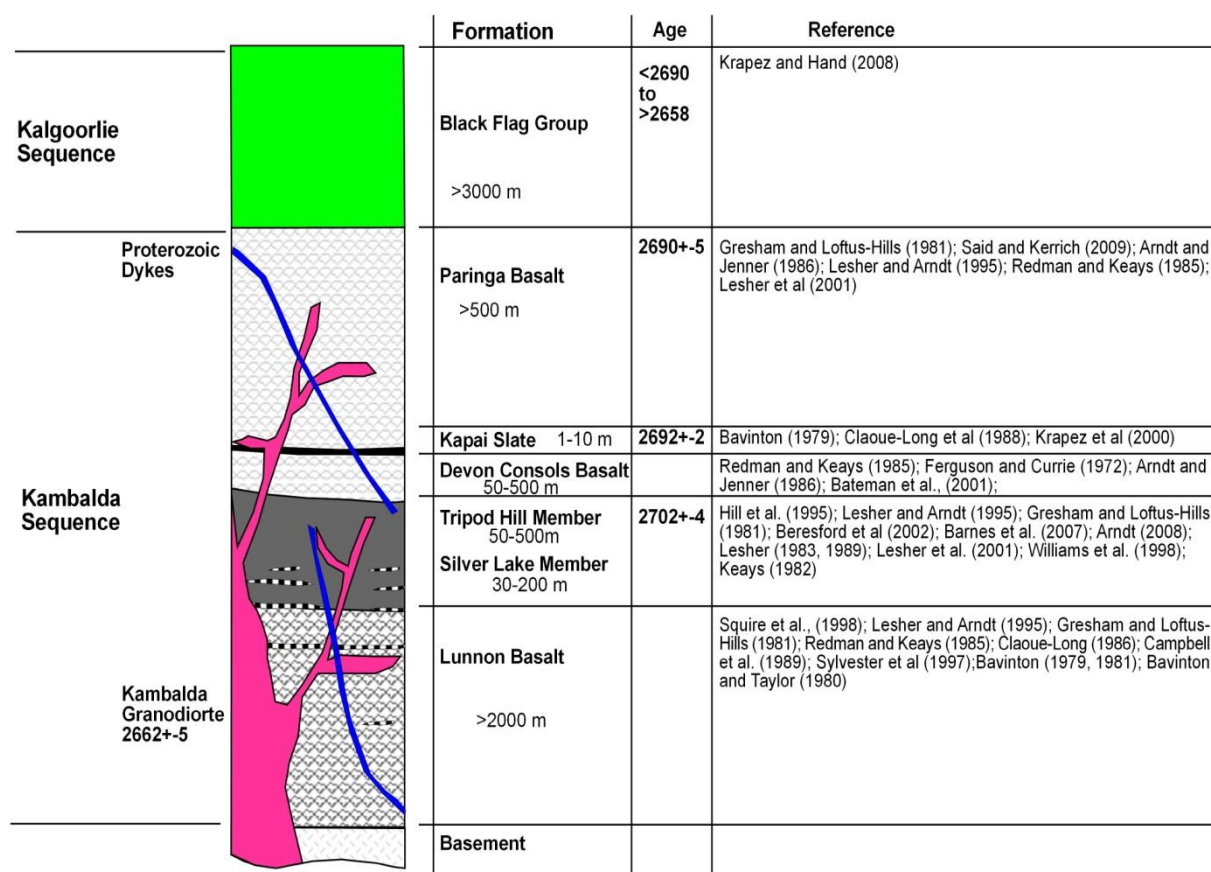 Formation
Age
Reference
Kalgoorlie
Sequence
Black Flag Group
>3000 m
<2690
to
>2658
Krapez and Hand (2008)
Kambalda
Sequence
Proterozoic
Dykes
Kambalda
Granodiorte
2662+-5
Paringa Basalt
>500 m
2690+-5
Gresham and Loftus-Hills (1981); Said and Kerrich (2009); Arndt and
Jenner (1986); Lesher and Arndt (1995); Redman and Keays (1985);
Lesher et al (2001)
Kapai Slate 1-10 m
2692+-2
Bavinton (1979); Claoue-Long et al (1988); Krapez et al (2000)
Devon Consols Basalt
50-500 m
Redman and Keays (1985); Ferguson and Currie (1972); Arndt and
Jenner (1986); Bateman et al., (2001);
Tripod Hill Member
50-500m
Silver Lake Member
30-200 m
2702+-4
Hill et al. (1995); Lesher and Arndt (1995); Gresham and Loftus-Hills
(1981); Beresford et al (2002); Barnes et al. (2007); Arndt (2008);
Lesher (1983, 1989); Lesher et al. (2001); Williams et al. (1998);
Keays (1982)
Lunnon Basalt
>2000 m
Squire et al., (1998); Lesher and Arndt (1995); Gresham and Loftus-
Hills (1981); Redman and Keays (1985); Claoue-Long (1986); Campbell
et al. (1989); Sylvester et al (1997);Bavinton (1979, 1981); Bavinton
and Taylor (1980)
Basement